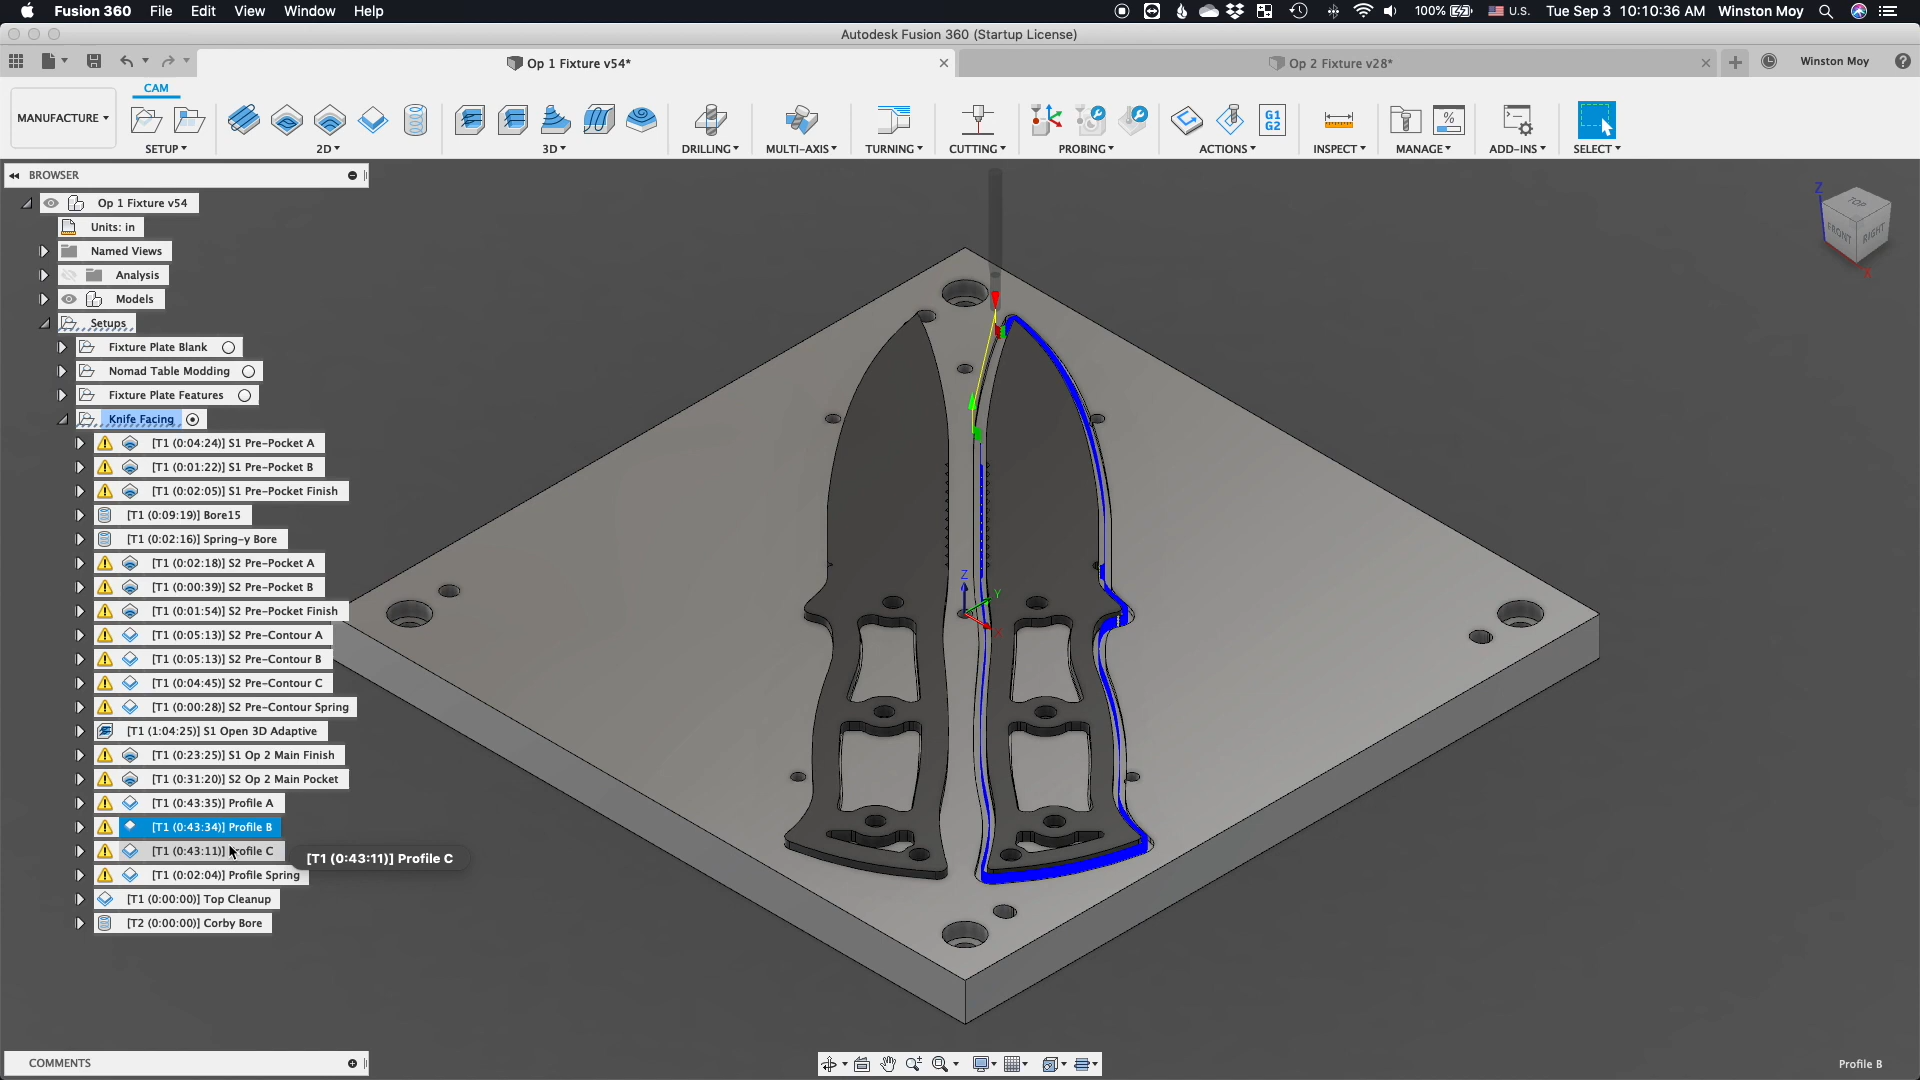 Fusion 360 File Edit View Window Help 100% U.S. Tue Sep 3 10:10:36 AM Winston Moy
Autodesk Fusion 360 (Startup License)
Op 1 Fixture v54* Op 2 Fixture v28* Winston Moy
CAM
MANUFACTURE
G1
G2
%
SETUP 2D 3D DRILLING MULTI-AXIS TURNING CUTTING PROBING ACTIONS INSPECT MANAGE ADD-INS SELECT
BROWSER
Op 1 Fixture v54
Units: in
Named Views
Analysis
Models
Setups
Fixture Plate Blank
Nomad Table Modding
Fixture Plate Features
Knife Facing
[T1 (0:04:24)] S1 Pre-Pocket A
[T1 (0:01:22)] S1 Pre-Pocket B
[T1 (0:02:05)] S1 Pre-Pocket Finish
[T1 (0:09:19)] Bore15
[T1 (0:02:16)] Spring-y Bore
[T1 (0:02:18)] S2 Pre-Pocket A
[T1 (0:00:39)] S2 Pre-Pocket B
[T1 (0:01:54)] S2 Pre-Pocket Finish
[T1 (0:05:13)] S2 Pre-Contour A
[T1 (0:05:13)] S2 Pre-Contour B
[T1 (0:04:45)] S2 Pre-Contour C
[T1 (0:00:28)] S2 Pre-Contour Spring
[T1 (1:04:25)] S1 Open 3D Adaptive
[T1 (0:23:25)] S1 Op 2 Main Finish
[T1 (0:31:20)] S2 Op 2 Main Pocket
[T1 (0:43:35)] Profile A
[T1 (0:43:34)] Profile B
[T1 (0:43:11)] Profile C
[T1 (0:43:11)] Profile C
[T1 (0:02:04)] Profile Spring
[T1 (0:00:00)] Top Cleanup
[T2 (0:00:00)] Corby Bore
Z
TOP
FRONT RIGHT
X
Z
Y
X
COMMENTS
Profile B